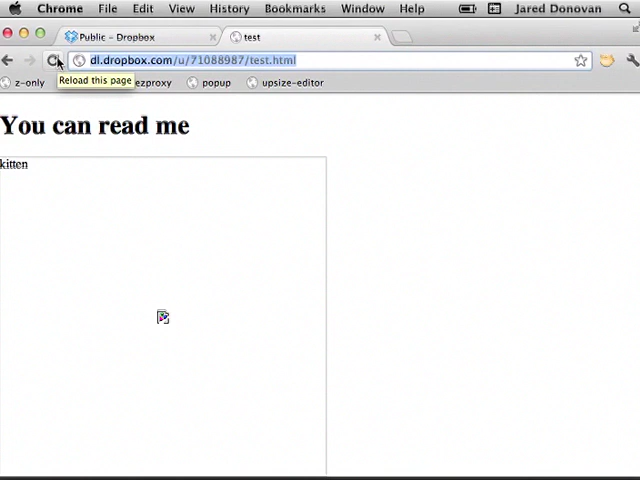 Chrome File Edit View History Bookmarks Window Help Jared Donovan
Public – Dropbox test
dl.dropbox.com/u/71088987/test.html
z-only ezproxy popup upsize-editor
Reload this page
You can read me
kitten